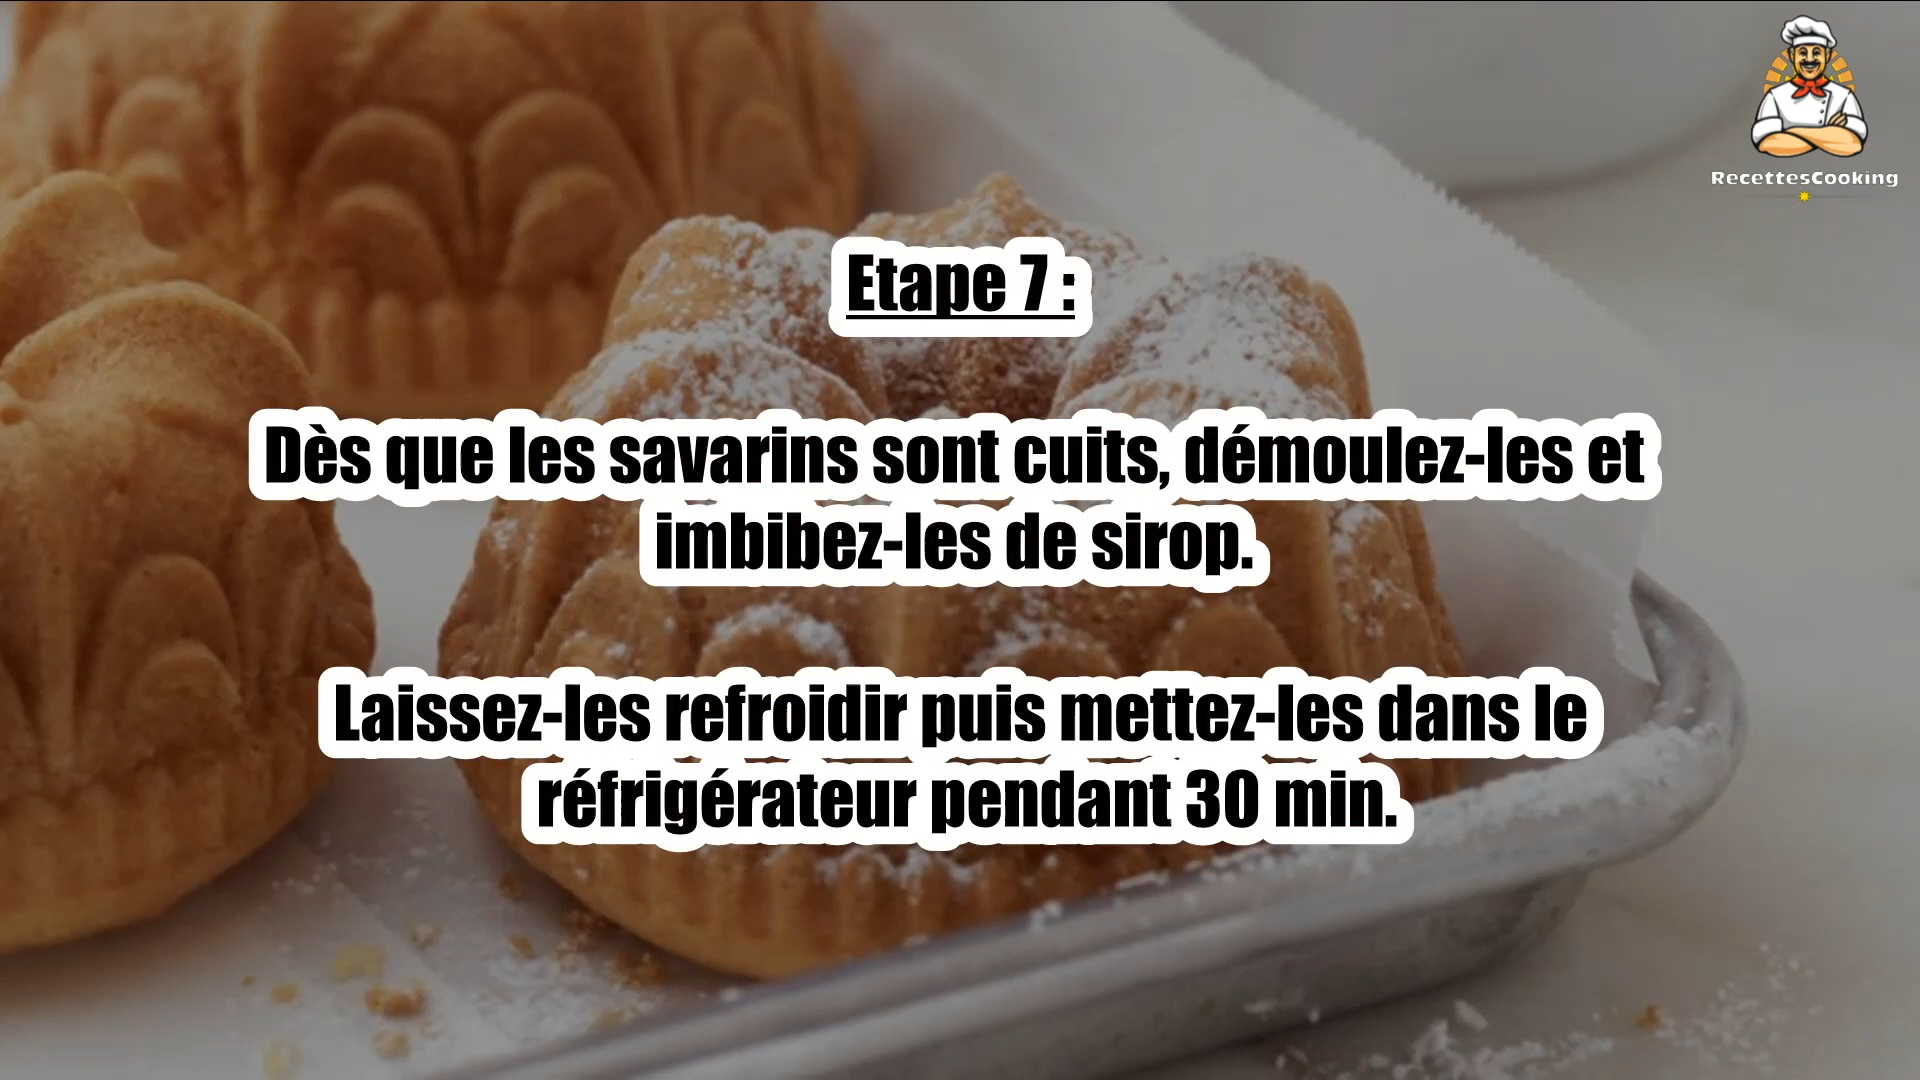 RecettesCooking
Etape 7 :
Dès que les savarins sont cuits, démoulez-les et
imbibez-les de sirop.
Laissez-les refroidir puis mettez-les dans le
réfrigérateur pendant 30 min.